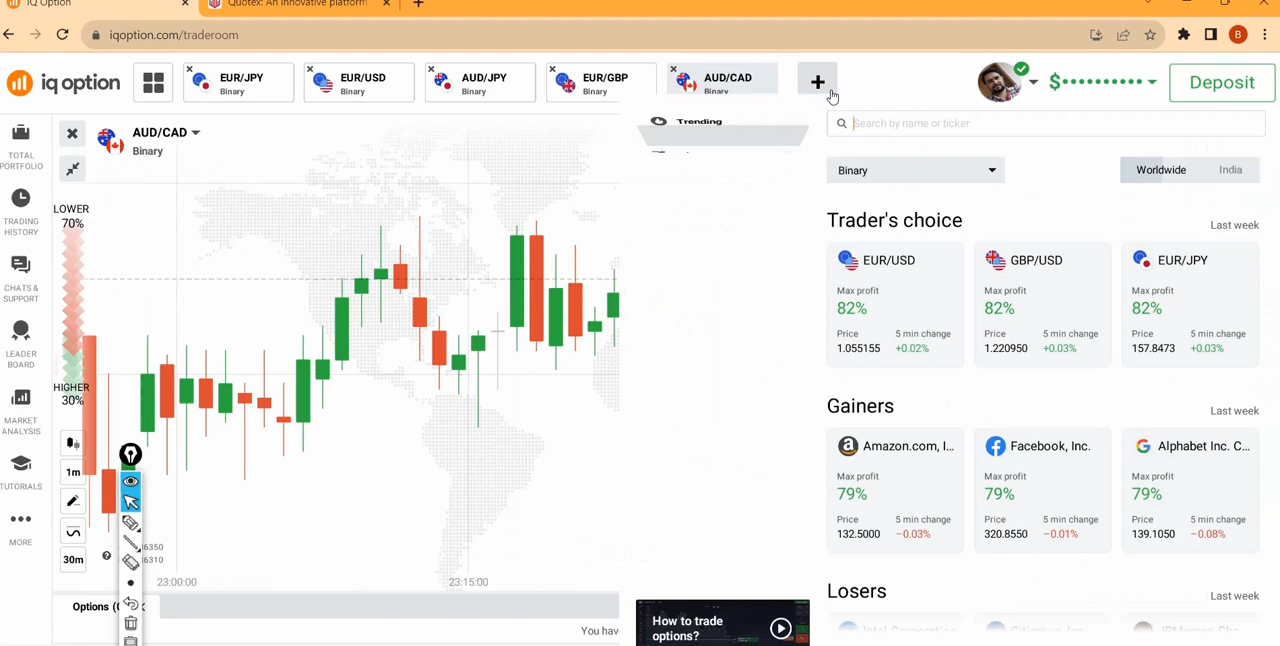 IQ Option
Quotex: An innovative platform
iqoption.com/traderoom
B
iq option
EUR/JPY
Binary
EUR/USD
Binary
AUD/JPY
Binary
EUR/GBP
Binary
AUD/CAD
Binary
$
Deposit
TOTAL
PORTFOLIO
TRADING
HISTORY
CHATS &
SUPPORT
LEADER
BOARD
MARKET
ANALYSIS
TUTORIALS
MORE
AUD/CAD
Binary
LOWER
70%
HIGHER
30%
1m
30m
6350
6310
23:00:00
23:15:00
Options (
You hav
Trending
How to trade
options?
Search by name or ticker
Binary
Worldwide
India
Trader's choice
Last week
EUR/USD
Max profit
82%
Price
5 min change
1.055155
+0.02%
GBP/USD
Max profit
82%
Price
5 min change
1.220950
+0.03%
EUR/JPY
Max profit
82%
Price
5 min change
157.8473
+0.03%
Gainers
Last week
Amazon.com, I...
Max profit
79%
Price
5 min change
132.5000
−0.03%
Facebook, Inc.
Max profit
79%
Price
5 min change
320.8550
−0.01%
Alphabet Inc. C...
Max profit
79%
Price
5 min change
139.1050
−0.08%
Losers
Last week
Intel Corporation
Citigroup, Inc.